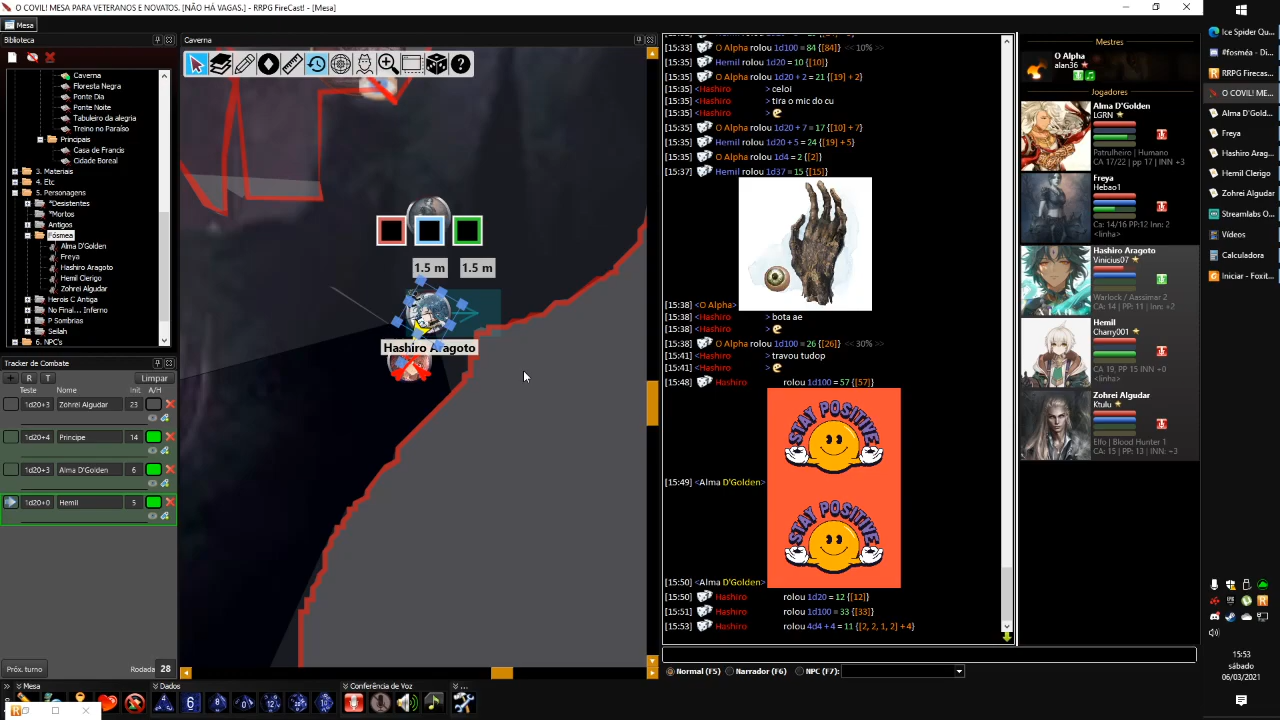 O COVIL! MESA PARA VETERANOS E NOVATOS. [NÃO HÁ VAGAS.] - RRPG FireCast! - [Mesa]
Mesa
Biblioteca
Caverna
Floresta Negra
Ponte Dia
Ponte Noite
Tabuleiro da alegria
Treino no Paraíso
Principais
Casa de Francis
Cidade Boreal
3. Materiais
4. Etc
5. Personagens
*Desistentes
*Mortos
Antigos
Fósmea
Alma D'Golden
Freya
Hashiro Aragoto
Hemil Clerigo
Zohrei Algudar
Herois C Antiga
No Final... Inferno
P Sombrias
Seilah
6. NPC's
Tracker de Combate
+ R T Limpar
Teste Nome Init. A/H
1d20+3 Zohrei Algudar 23
1d20+4 Principe 14
1d20+3 Alma D'Golden 6
1d20+0 Hemil 5
Próx. turno Rodada 28
Caverna
1.5 m 1.5 m
Hashiro Aragoto
[15:33] O Alpha rolou 1d100 = 84 {[84]} << 10% >>
[15:35] Hemil rolou 1d20 = 10 {[10]}
[15:35] O Alpha rolou 1d20 + 2 = 21 {[19] + 2}
[15:35] <Hashiro > celoi
[15:35] <Hashiro > tira o mic do cu
[15:35] <Hashiro >
[15:35] O Alpha rolou 1d20 + 7 = 17 {[10] + 7}
[15:35] Hemil rolou 1d20 + 5 = 24 {[19] + 5}
[15:35] O Alpha rolou 1d4 = 2 {[2]}
[15:37] Hemil rolou 1d37 = 15 {[15]}
[15:38] <O Alpha>
[15:38] <Hashiro > bota ae
[15:38] <Hashiro >
[15:38] O Alpha rolou 1d100 = 26 {[26]} << 30% >>
[15:41] <Hashiro > travou tudop
[15:41] <Hashiro >
[15:48] Hashiro rolou 1d100 = 57 {[57]}
STAY POSITIVE
[15:49] <Alma D'Golden>
STAY POSITIVE
[15:50] <Alma D'Golden>
[15:50] Hashiro rolou 1d20 = 12 {[12]}
[15:51] Hashiro rolou 1d100 = 33 {[33]}
[15:53] Hashiro rolou 4d4 + 4 = 11 {[2, 2, 1, 2] + 4}
Normal (F5) Narrador (F6) NPC (F7):
Mestres
O Alpha
alan36
Jogadores
Alma D'Golden
LGRN
Patrulheiro | Humano
CA 17/22 | pp 17 | INN +3
Freya
Hebao1
Ca: 14/16 PP:12 Inn: 2
<linha>
Hashiro Aragoto
Vinicius07
Warlock / Aassimar 2
Hemil
Charry001
CA 19, PP 15 INN +0
<linha>
Zohrei Algudar
Ktulu
Elfo | Blood Hunter 1
CA: 15 | PP: 13 | INN: +3
Ice Spider Qu...
#fosméa - Di...
RRPG Firecas...
O COVIL! ME...
Alma D'Gold...
Freya
Hashiro Arag...
Hemil Clerigo
Zohrei Algudar
Streamlabs O...
Vídeos
Calculadora
Iniciar - Foxit...
15:53
sábado
06/03/2021
Mesa
Dados
Conferência de Voz
...